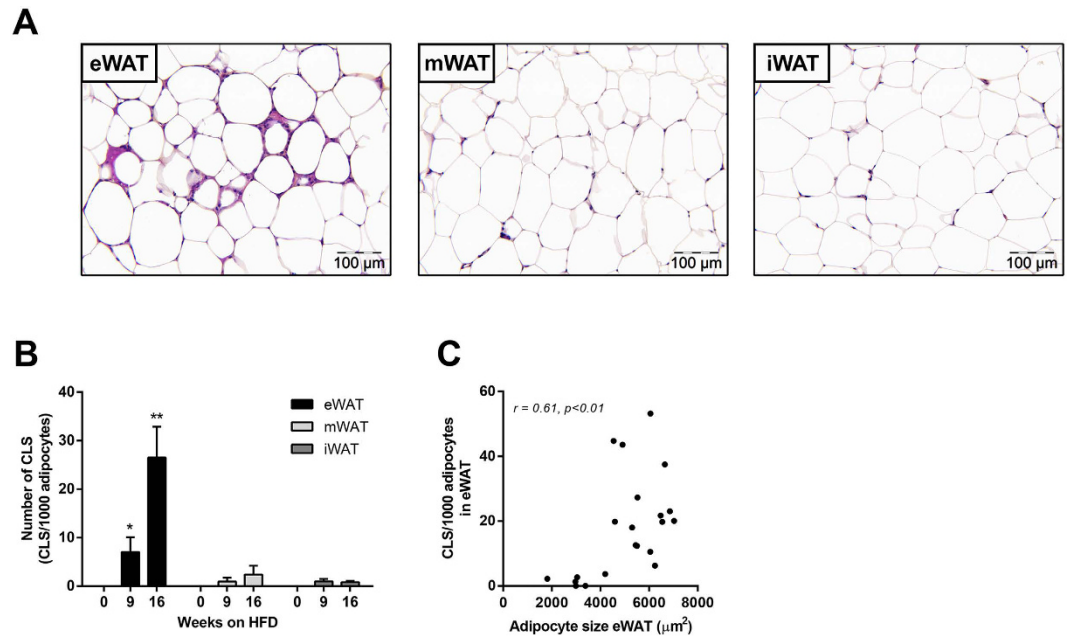 A
eWAT
mWAT
iWAT
100 µm
100 µm
100 µm
B
Number of CLS
(CLS/1000 adipocytes)
40
30
20
10
0
*
**
eWAT
mWAT
iWAT
0 9 16 0 9 16 0 9 16
Weeks on HFD
C
CLS/1000 adipocytes
in eWAT
60
40
20
0
r = 0.61, p<0.01
0 2000 4000 6000 8000
Adipocyte size eWAT (µm²)